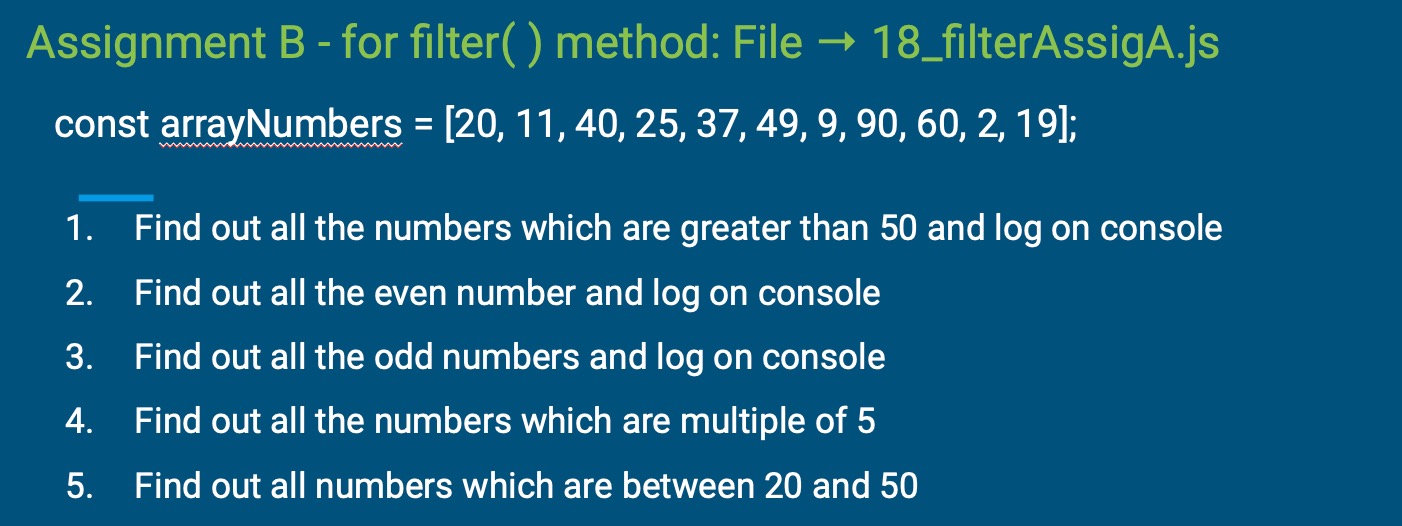 Assignment B - for filter( ) method: File → 18_filterAssigA.js
const arrayNumbers = [20, 11, 40, 25, 37, 49, 9, 90, 60, 2, 19];
1. Find out all the numbers which are greater than 50 and log on console
2. Find out all the even number and log on console
3. Find out all the odd numbers and log on console
4. Find out all the numbers which are multiple of 5
5. Find out all numbers which are between 20 and 50